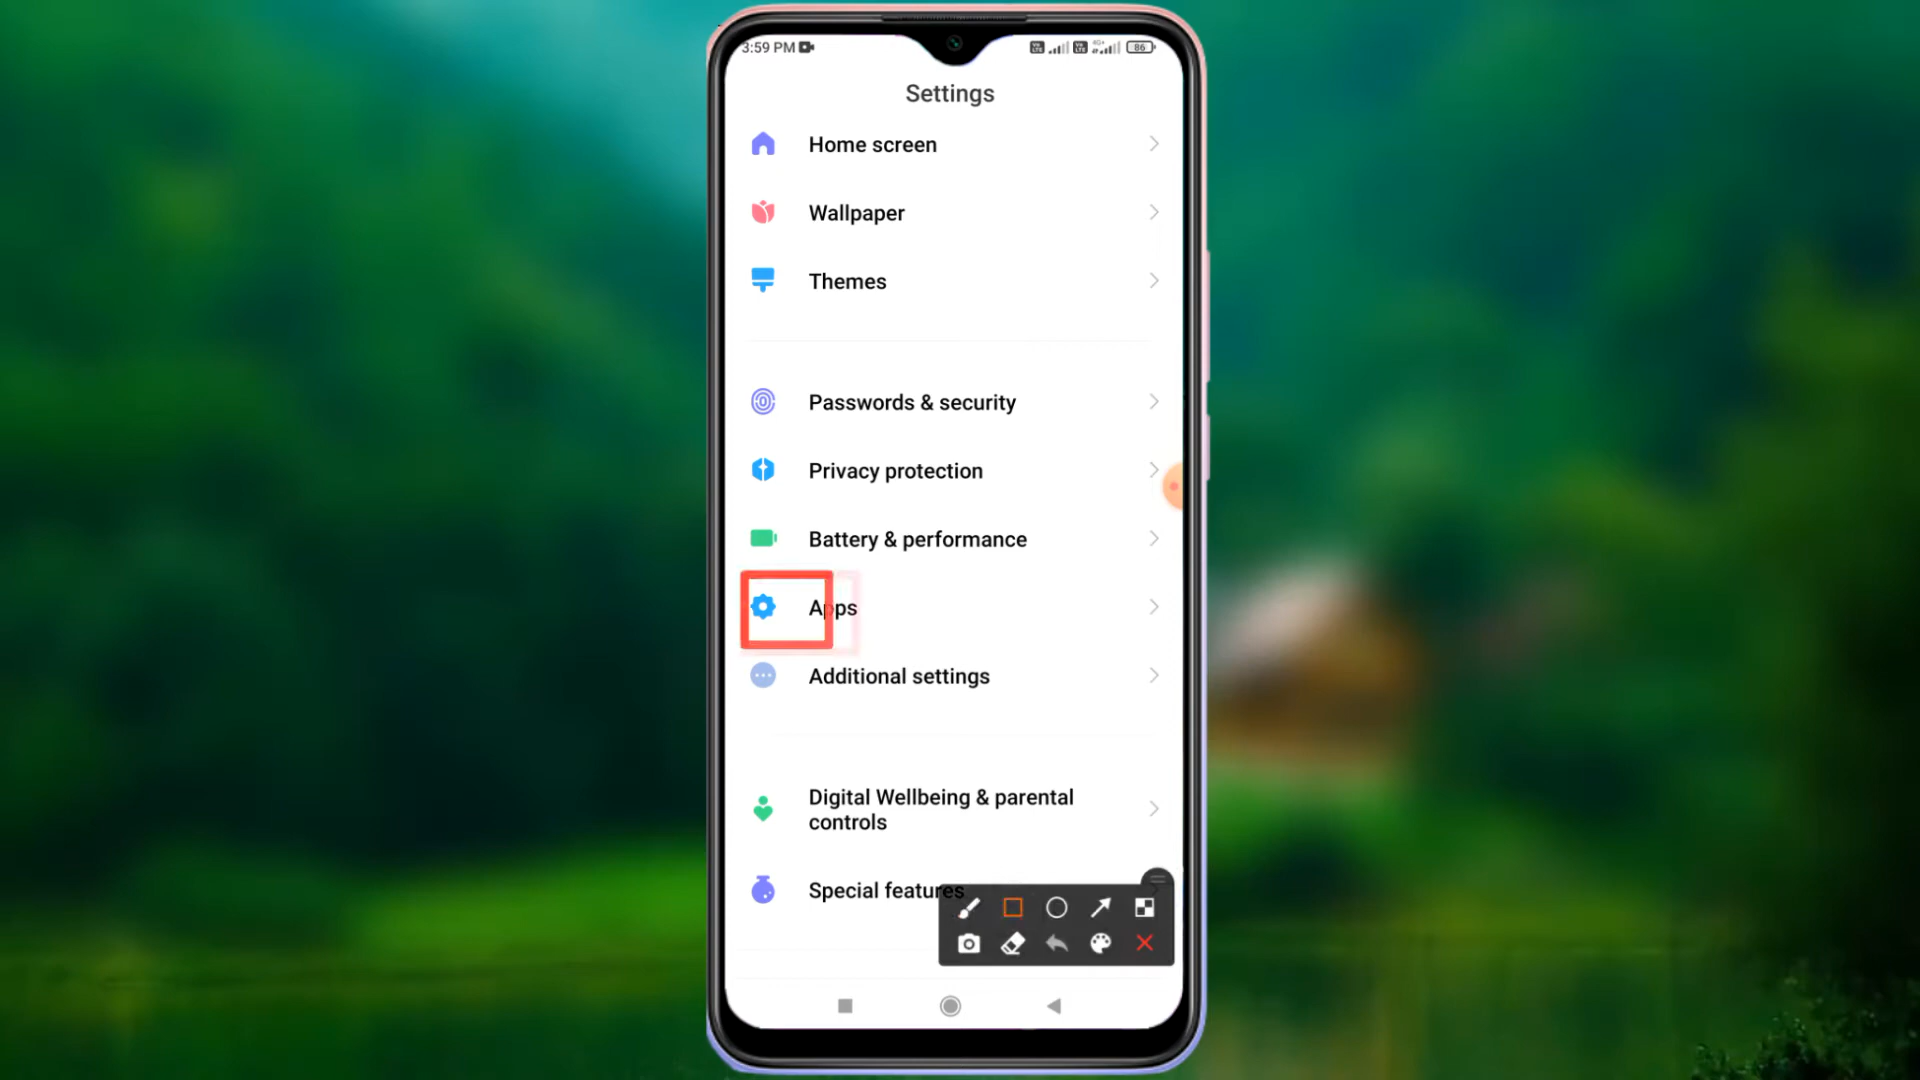 3:59 PM
86
Settings
Home screen
Wallpaper
Themes
Passwords & security
Privacy protection
Battery & performance
Apps
Additional settings
Digital Wellbeing & parental
controls
Special features